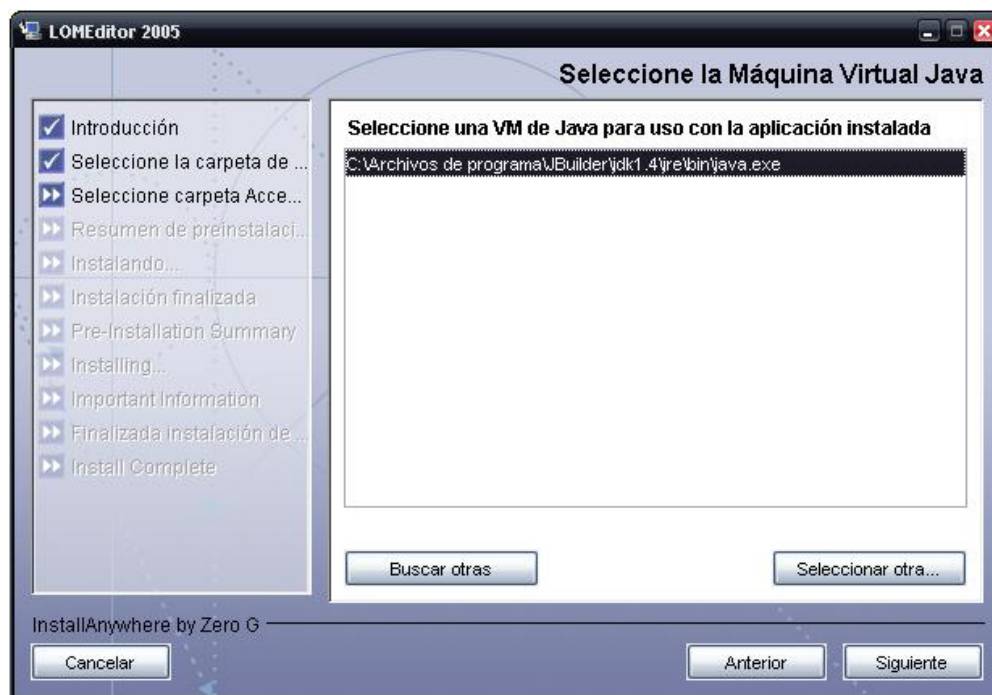 LOMEditor 2005
Seleccione la Máquina Virtual Java
Introducción
Seleccione la carpeta de ...
Seleccione carpeta Acce...
Resumen de preinstalaci...
Instalando...
Instalación finalizada
Pre-Installation Summary
Installing...
Important Information
Finalizada instalación de ...
Install Complete
Seleccione una VM de Java para uso con la aplicación instalada
C:\Archivos de programa\JBuilder\jdk1.4\jre\bin\java.exe
Buscar otras
Seleccionar otra...
InstallAnywhere by Zero G
Cancelar
Anterior
Siguiente